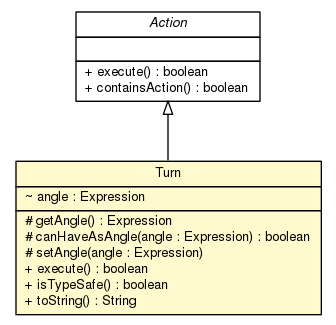 Action
+ execute() : boolean
+ containsAction() : boolean
Turn
~ angle : Expression
# getAngle() : Expression
# canHaveAsAngle(angle : Expression) : boolean
# setAngle(angle : Expression)
+ execute() : boolean
+ isTypeSafe() : boolean
+ toString() : String